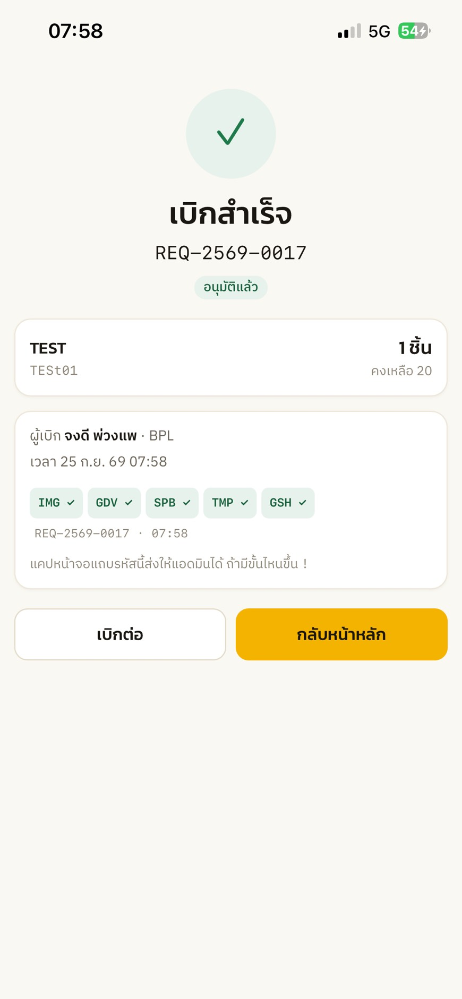 07:58
5G 54
เบิกสำเร็จ
REQ-2569-0017
อนุมัติแล้ว
TEST
1 ชิ้น
TESt01
คงเหลือ 20
ผู้เบิก จงดี พ่วงแพ · BPL
เวลา 25 ก.ย. 69 07:58
IMG ✓ GDV ✓ SPB ✓ TMP ✓ GSH ✓
REQ-2569-0017 · 07:58
แคปหน้าจอแถบรหัสนี้ส่งให้แอดมินได้ ถ้ามีขั้นไหนขึ้น !
เบิกต่อ
กลับหน้าหลัก